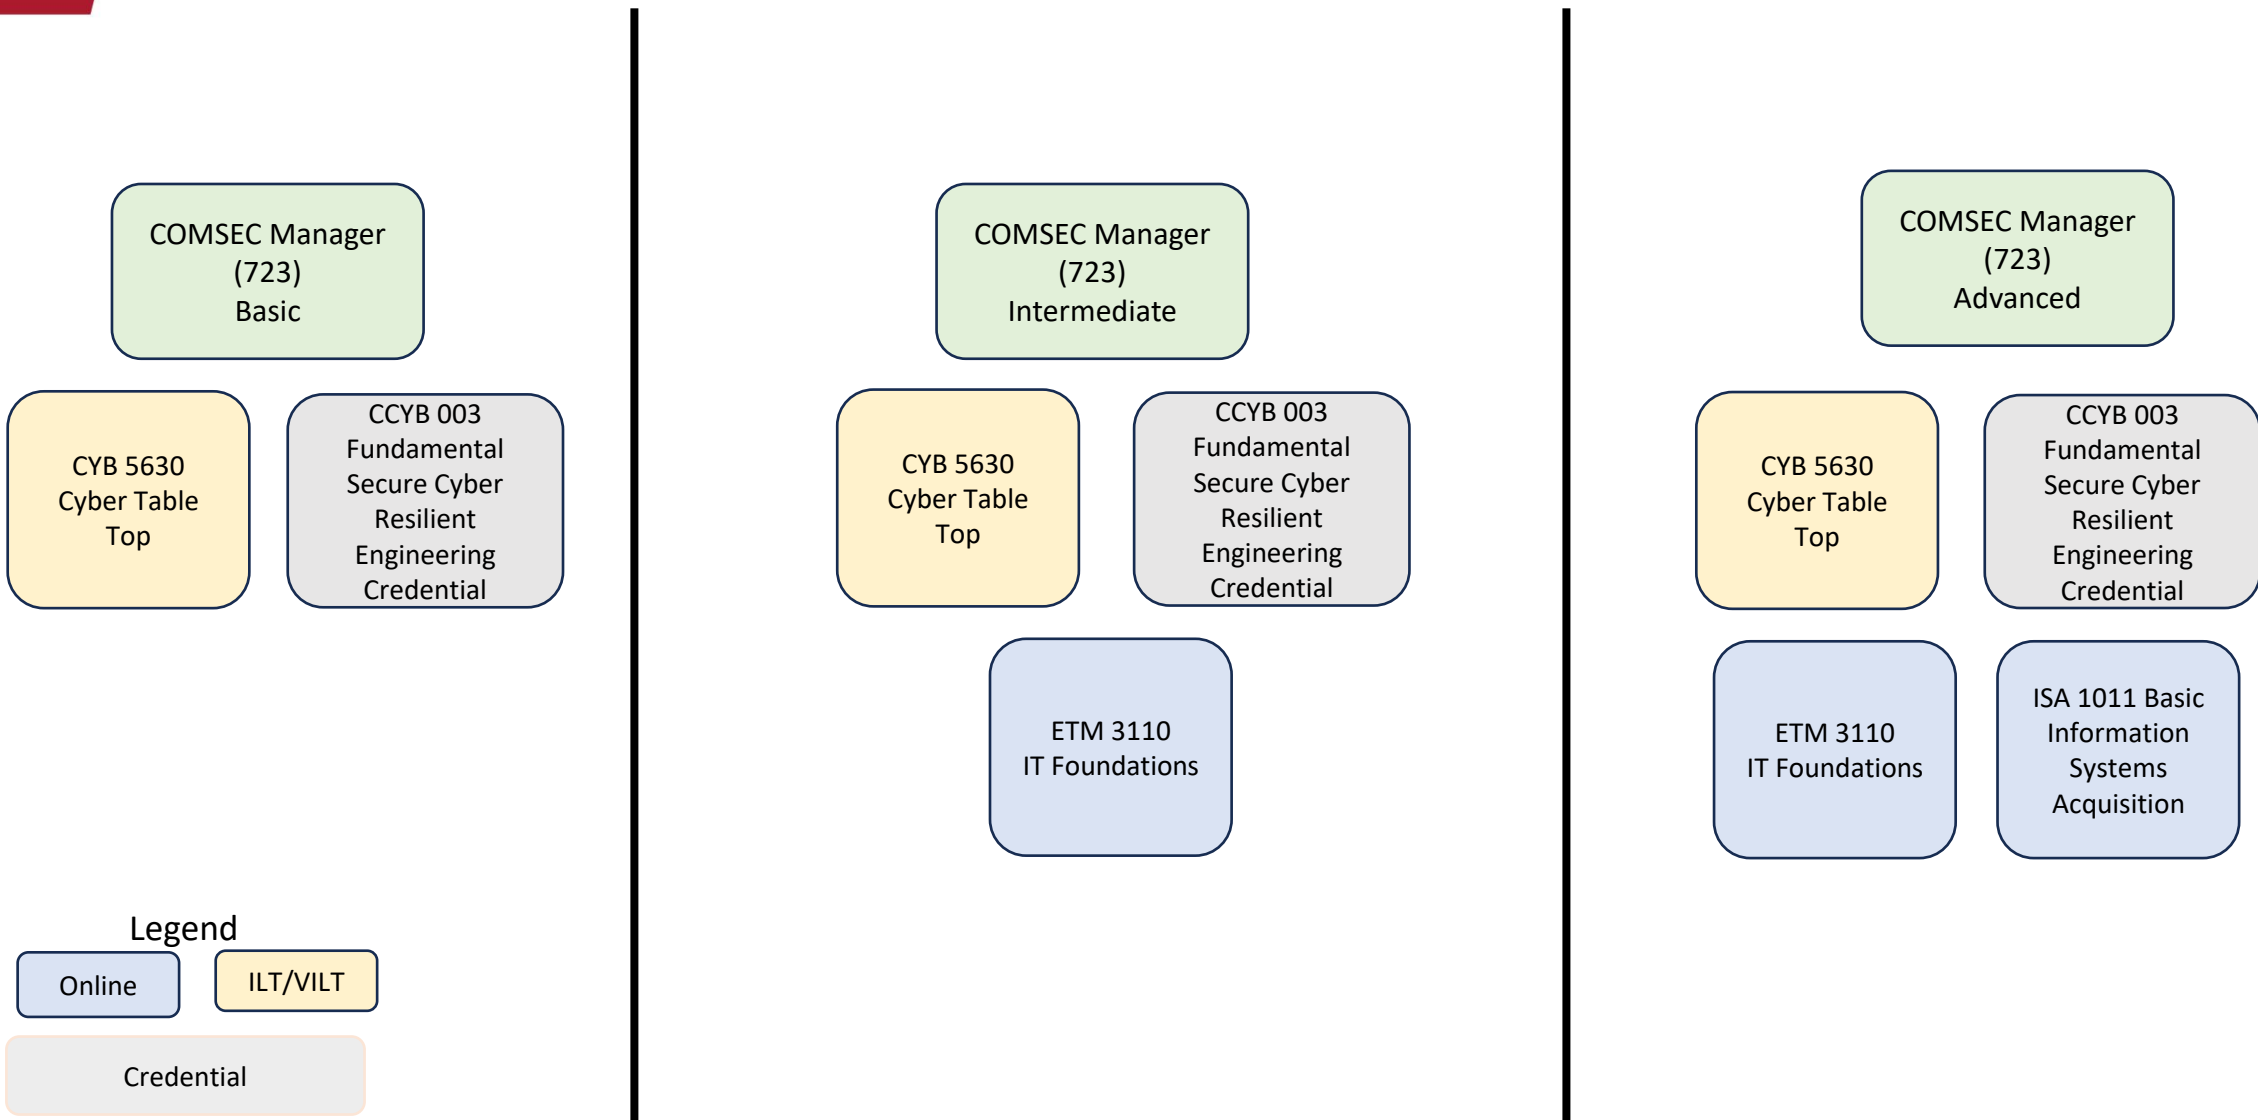 COMSEC Manager
(723)
Basic
CYB 5630
Cyber Table
Top
CCYB 003
Fundamental
Secure Cyber
Resilient
Engineering
Credential
Legend
Online
ILT/VILT
Credential
COMSEC Manager
(723)
Intermediate
CYB 5630
Cyber Table
Top
CCYB 003
Fundamental
Secure Cyber
Resilient
Engineering
Credential
ETM 3110
IT Foundations
COMSEC Manager
(723)
Advanced
CYB 5630
Cyber Table
Top
CCYB 003
Fundamental
Secure Cyber
Resilient
Engineering
Credential
ETM 3110
IT Foundations
ISA 1011 Basic
Information
Systems
Acquisition